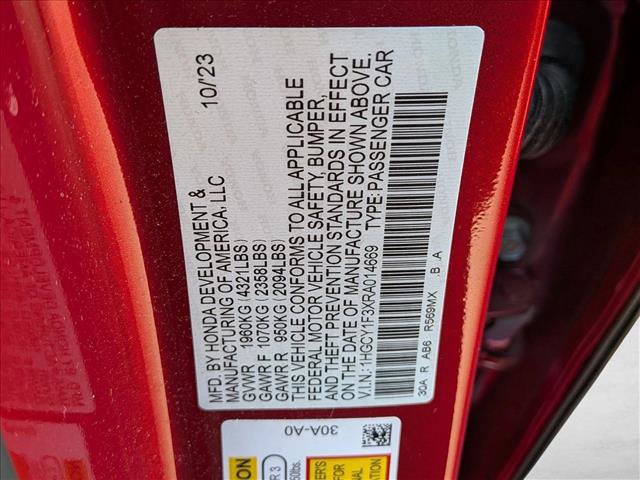 MFD. BY HONDA DEVELOPMENT & 10/23
MANUFACTURING OF AMERICA, LLC
GVWR 1960KG (4321LBS)
GAWR F 1070KG (2358LBS)
GAWR R 950KG (2094LBS)
THIS VEHICLE CONFORMS TO ALL APPLICABLE
FEDERAL MOTOR VEHICLE SAFETY, BUMPER,
AND THEFT PREVENTION STANDARDS IN EFFECT
ON THE DATE OF MANUFACTURE SHOWN ABOVE.
V.I.N.: 1HGCY1F3XRA014669 TYPE: PASSENGER CAR
30A R AB6 R569MX B A
30A-A0